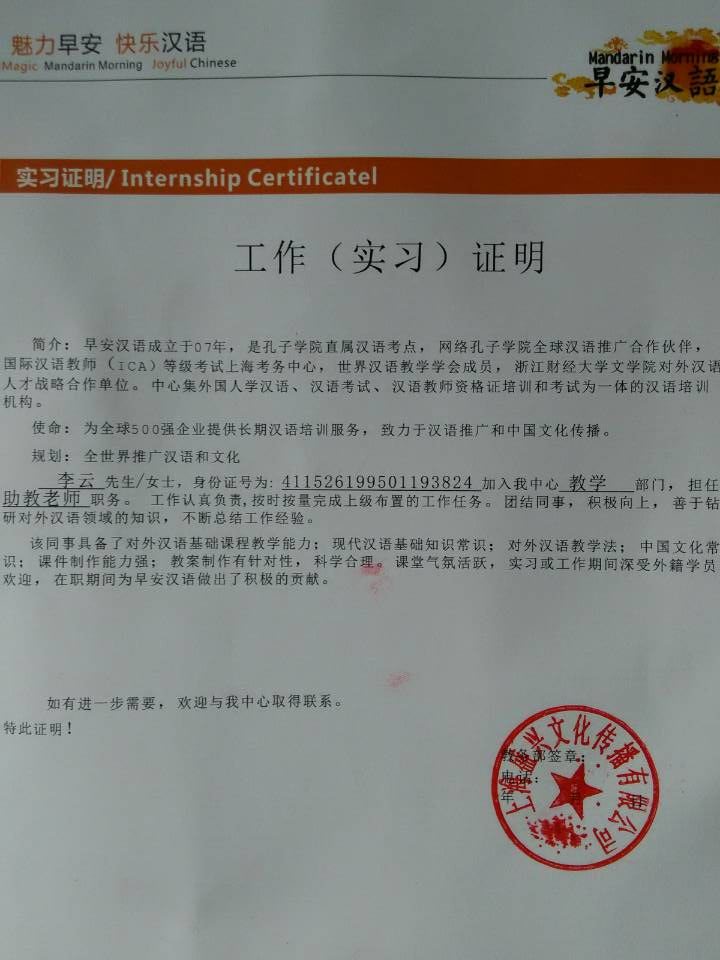 魅力早安 快乐汉语
Magic Mandarin Morning Joyful Chinese
Mandarin Morning
早安汉語
实习证明/Internship Certificatel
工作（实习）证明
简介：早安汉语成立于07年，是孔子学院直属汉语考点，网络孔子学院全球汉语推广合作伙伴，
国际汉语教师（ICA）等级考试上海考务中心，世界汉语教学学会成员，浙江财经大学文学院对外汉语
人才战略合作单位。中心集外国人学汉语、汉语考试、汉语教师资格证培训和考试为一体的汉语培训
机构。
使命：为全球500强企业提供长期汉语培训服务，致力于汉语推广和中国文化传播。
规划：全世界推广汉语和文化
李云 先生/女士，身份证号为：411526199501193824 加入我中心 教学 部门，担任
助教老师 职务。 工作认真负责,按时按量完成上级布置的工作任务。团结同事，积极向上，善于钻
研对外汉语领域的知识，不断总结工作经验。
该同事具备了对外汉语基础课程教学能力；现代汉语基础知识常识；对外汉语教学法；中国文化常
识；课件制作能力强；教案制作有针对性，科学合理。课堂气氛活跃，实习或工作期间深受外籍学员
欢迎，在职期间为早安汉语做出了积极的贡献。
如有进一步需要，欢迎与我中心取得联系。
特此证明！
教务部签章：
电话：
年 月 日
上海 兴文化传播有限公司